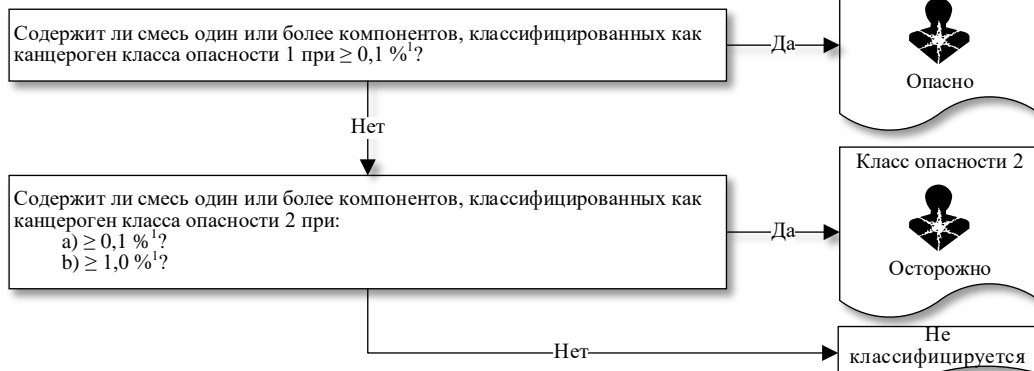 Содержит ли смесь один или более компонентов, классифицированных как
канцероген класса опасности 1 при ≥ 0,1 %¹?
Да
Опасно
Нет
Класс опасности 2
Содержит ли смесь один или более компонентов, классифицированных как
канцероген класса опасности 2 при:
a) ≥ 0,1 %¹?
b) ≥ 1,0 %¹?
Да
Осторожно
Нет
Не
классифицируется